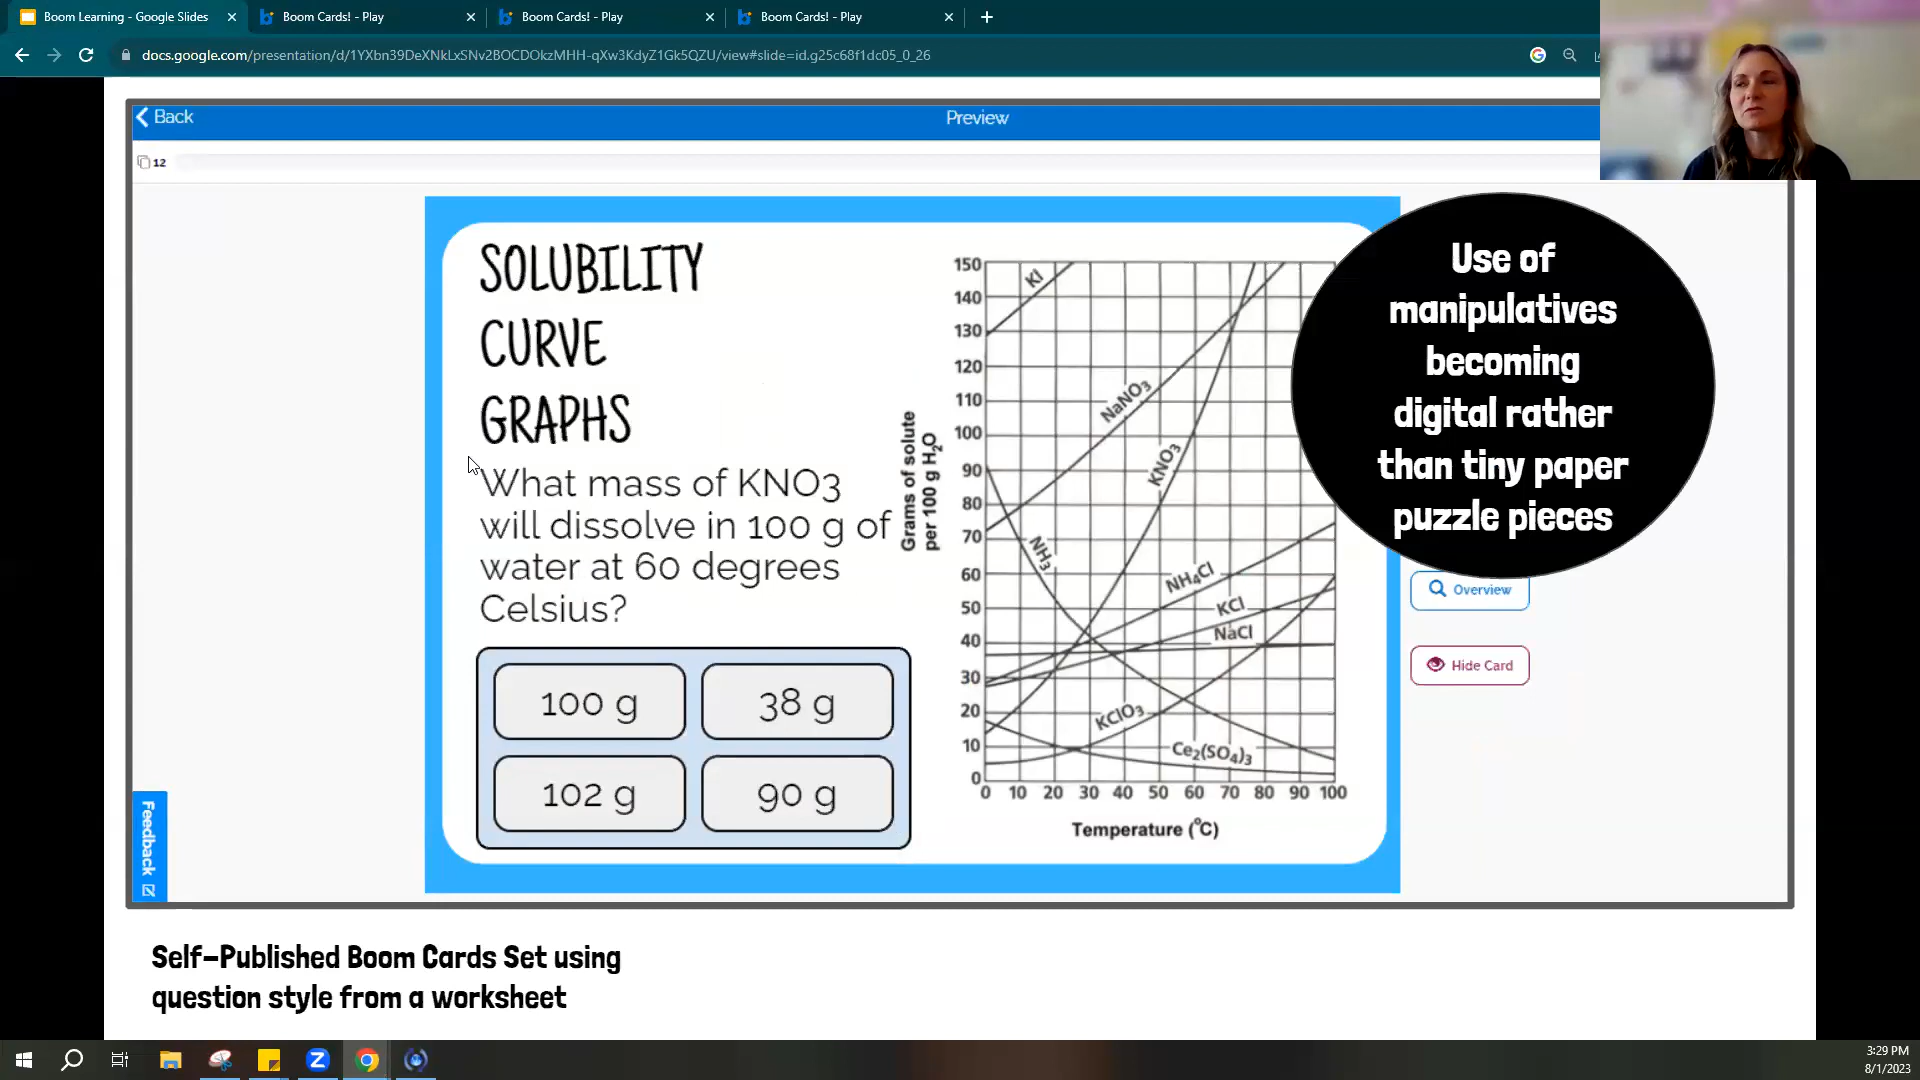 Boom Learning - Google Slides
Boom Cards! - Play
Boom Cards! - Play
Boom Cards! - Play
docs.google.com/presentation/d/1YXbn39DeXNkLxSNv2BOCDOkzMHH-qXw3KdyZ1Gk5QZU/view#slide=id.g25c68f1dc05_0_26
Back
Preview
12
SOLUBILITY
CURVE
GRAPHS
What mass of KNO3
will dissolve in 100 g of
water at 60 degrees
Celsius?
100 g
38 g
102 g
90 g
Grams of solute
per 100 g H₂O
150
140
130
120
110
100
90
80
70
60
50
40
30
20
10
0
KI
NaNO₃
KNO₃
NH₃
NH₄Cl
KCl
NaCl
KClO₃
Ce₂(SO₄)₃
0 10 20 30 40 50 60 70 80 90 100
Temperature (°C)
Use of
manipulatives
becoming
digital rather
than tiny paper
puzzle pieces
Overview
Hide Card
Feedback
Self-Published Boom Cards Set using
question style from a worksheet
3:29 PM
8/1/2023